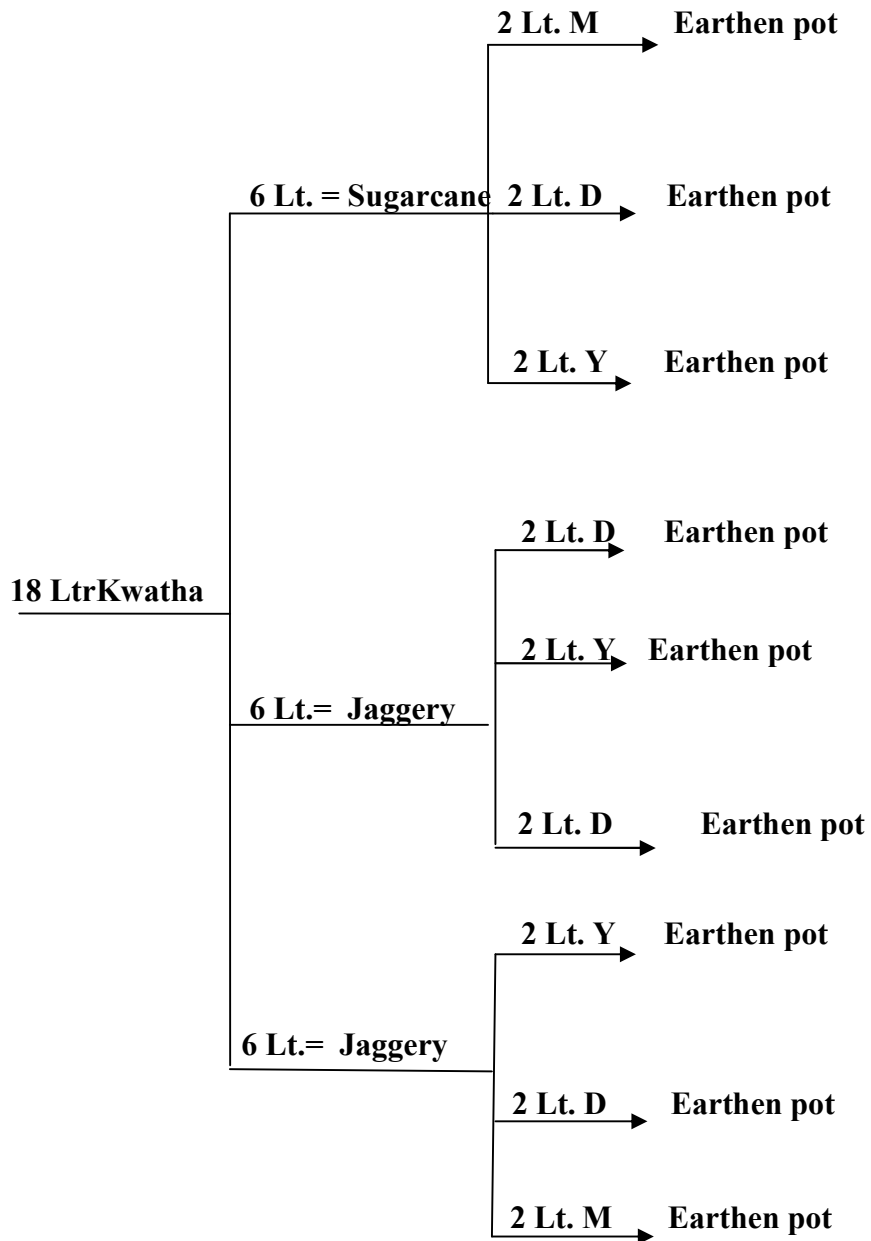 2 Lt. M Earthen pot
6 Lt. = Sugarcane 2 Lt. D Earthen pot
2 Lt. Y Earthen pot
2 Lt. D Earthen pot
18 LtrKwatha
2 Lt. Y Earthen pot
6 Lt.= Jaggery
2 Lt. D Earthen pot
2 Lt. Y Earthen pot
6 Lt.= Jaggery
2 Lt. D Earthen pot
2 Lt. M Earthen pot